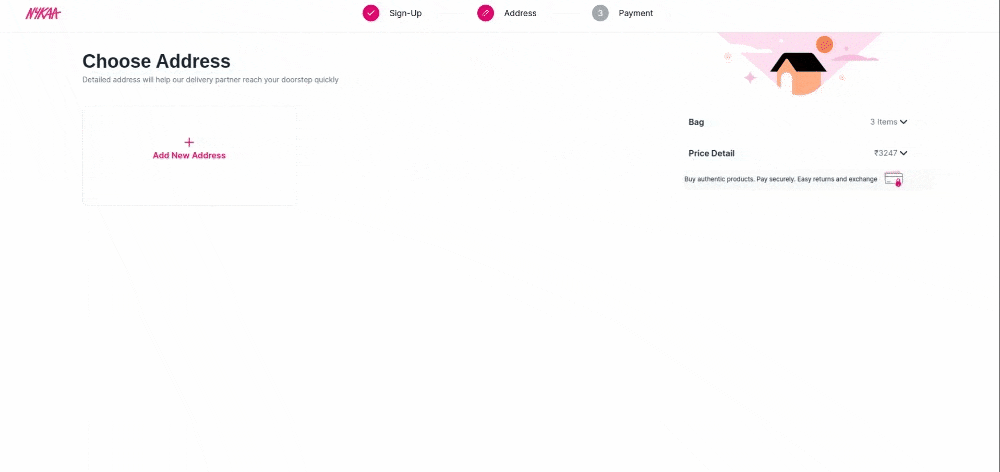 NYKAA
Sign-Up
Address
3 Payment
Choose Address
Detailed address will help our delivery partner reach your doorstep quickly
+
Add New Address
Bag 3 Items
Price Detail ₹3247
Buy authentic products. Pay securely. Easy returns and exchange